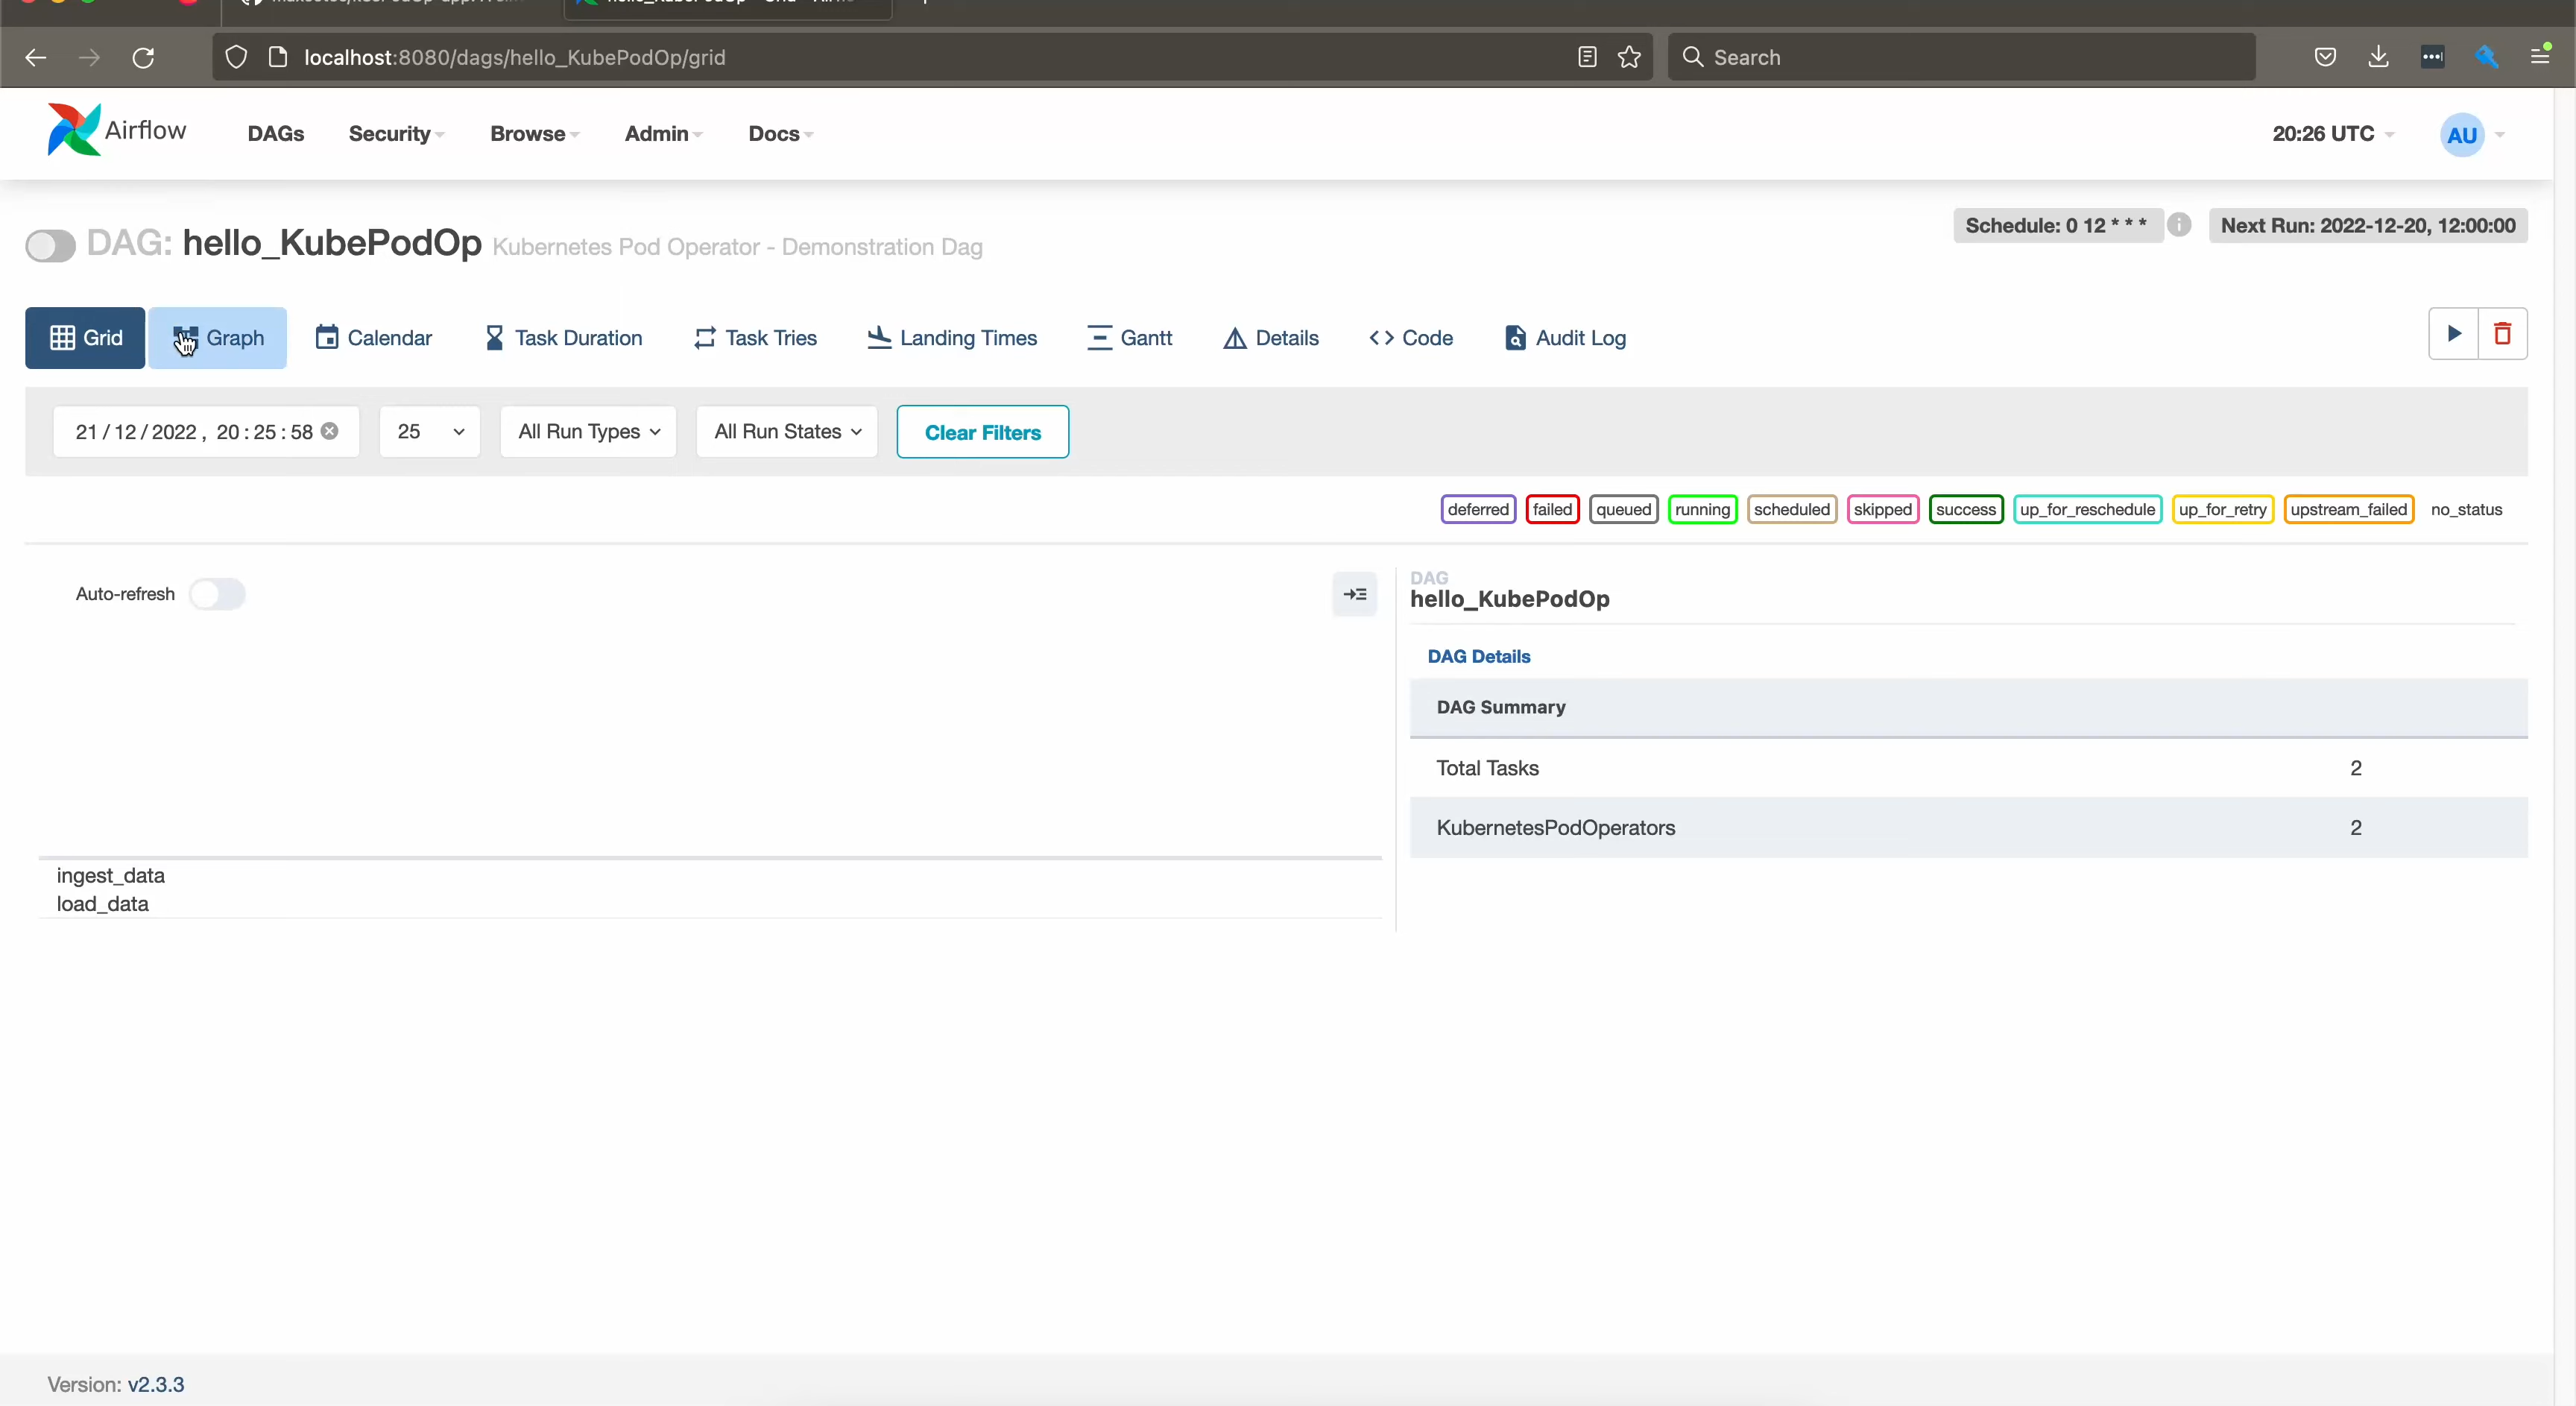 localhost:8080/dags/hello_KubePodOp/grid
Search
Airflow
DAGs
Security
Browse
Admin
Docs
20:26 UTC
AU
DAG: hello_KubePodOp Kubernetes Pod Operator - Demonstration Dag
Schedule: 0 12 * * *
Next Run: 2022-12-20, 12:00:00
Grid
Graph
Calendar
Task Duration
Task Tries
Landing Times
Gantt
Details
Code
Audit Log
21/12/2022, 20:25:58
25
All Run Types
All Run States
Clear Filters
deferred
failed
queued
running
scheduled
skipped
success
up_for_reschedule
up_for_retry
upstream_failed
no_status
Auto-refresh
DAG
hello_KubePodOp
DAG Details
DAG Summary
Total Tasks 2
KubernetesPodOperators 2
ingest_data
load_data
Version: v2.3.3